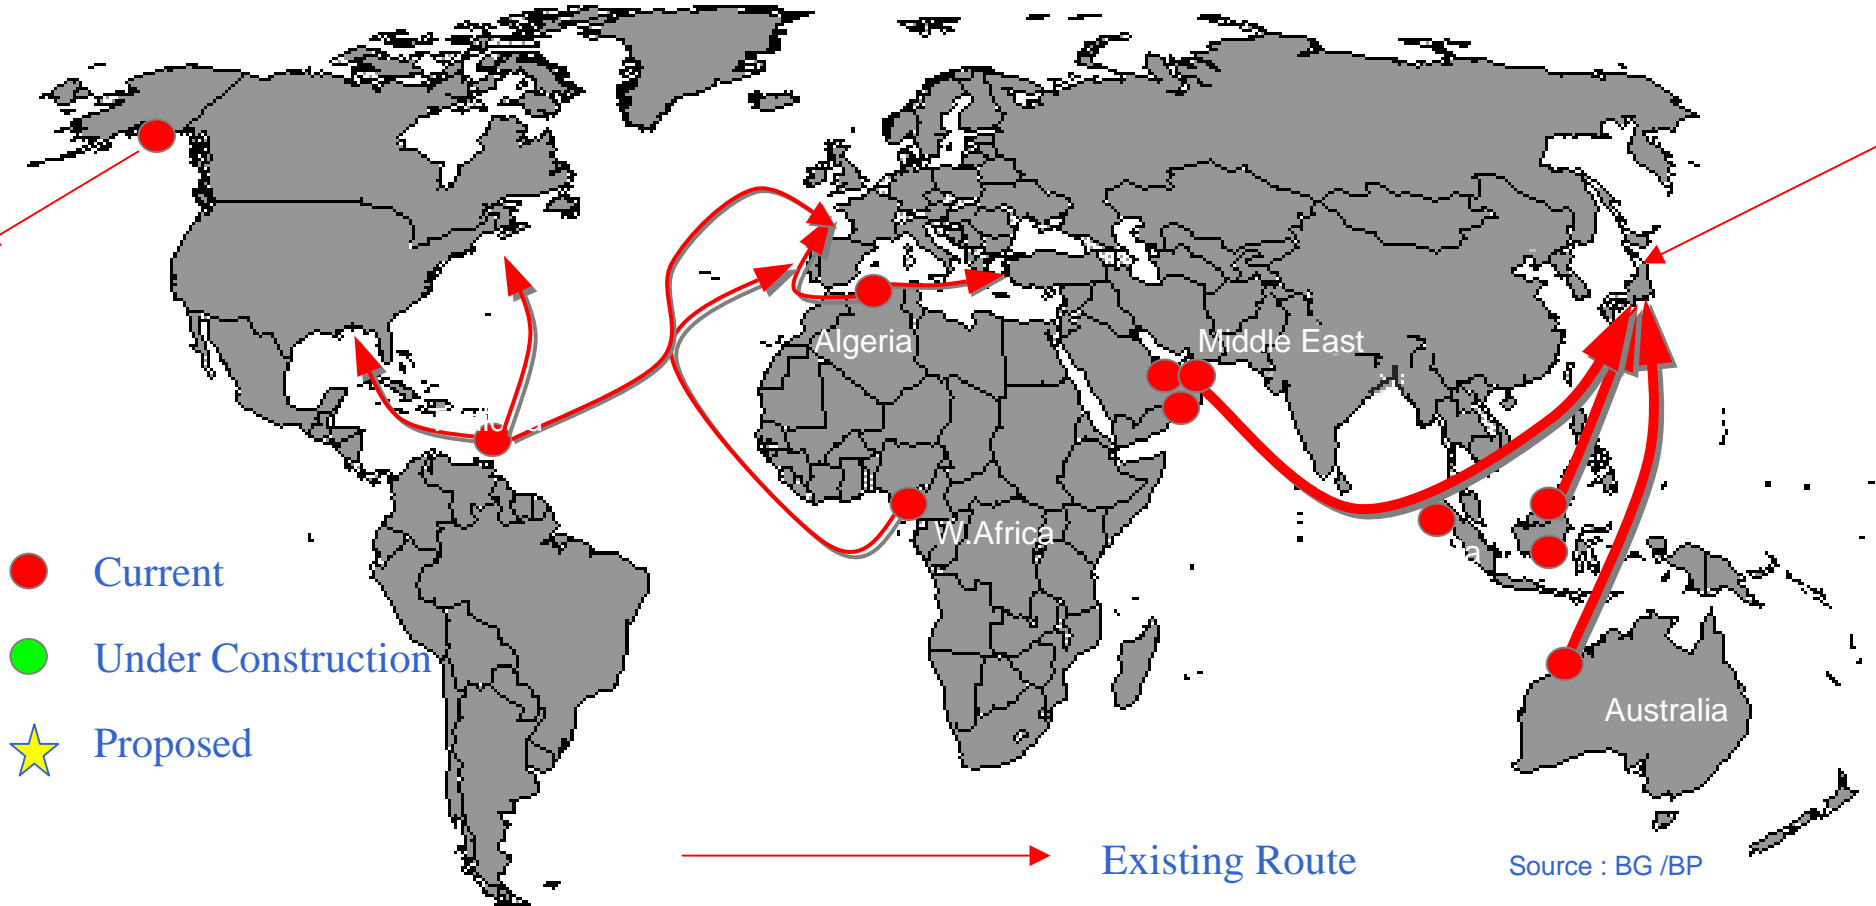 Algeria
Middle East
W.Africa
Current
Under Construction
Australia
Proposed
Existing Route
Source : BG /BP